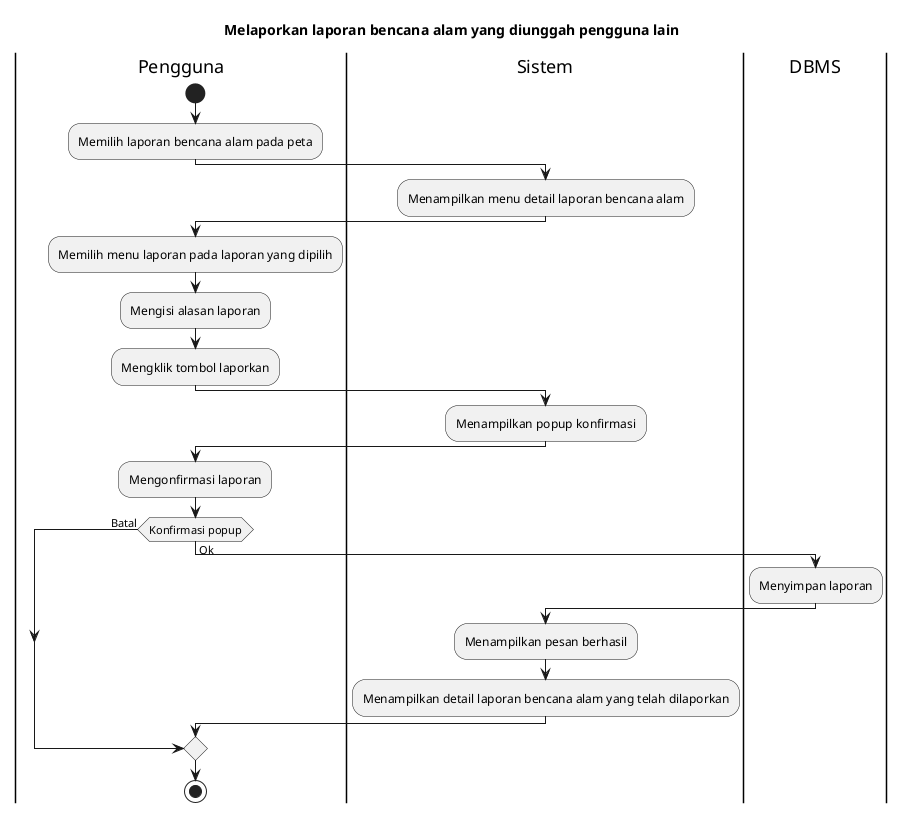 Melaporkan laporan bencana alam yang diunggah pengguna lain
Pengguna
Sistem
DBMS
Memilih laporan bencana alam pada peta
Menampilkan menu detail laporan bencana alam
Memilih menu laporan pada laporan yang dipilih
Mengisi alasan laporan
Mengklik tombol laporkan
Menampilkan popup konfirmasi
Mengonfirmasi laporan
Batal
Konfirmasi popup
Ok
Menyimpan laporan
Menampilkan pesan berhasil
Menampilkan detail laporan bencana alam yang telah dilaporkan